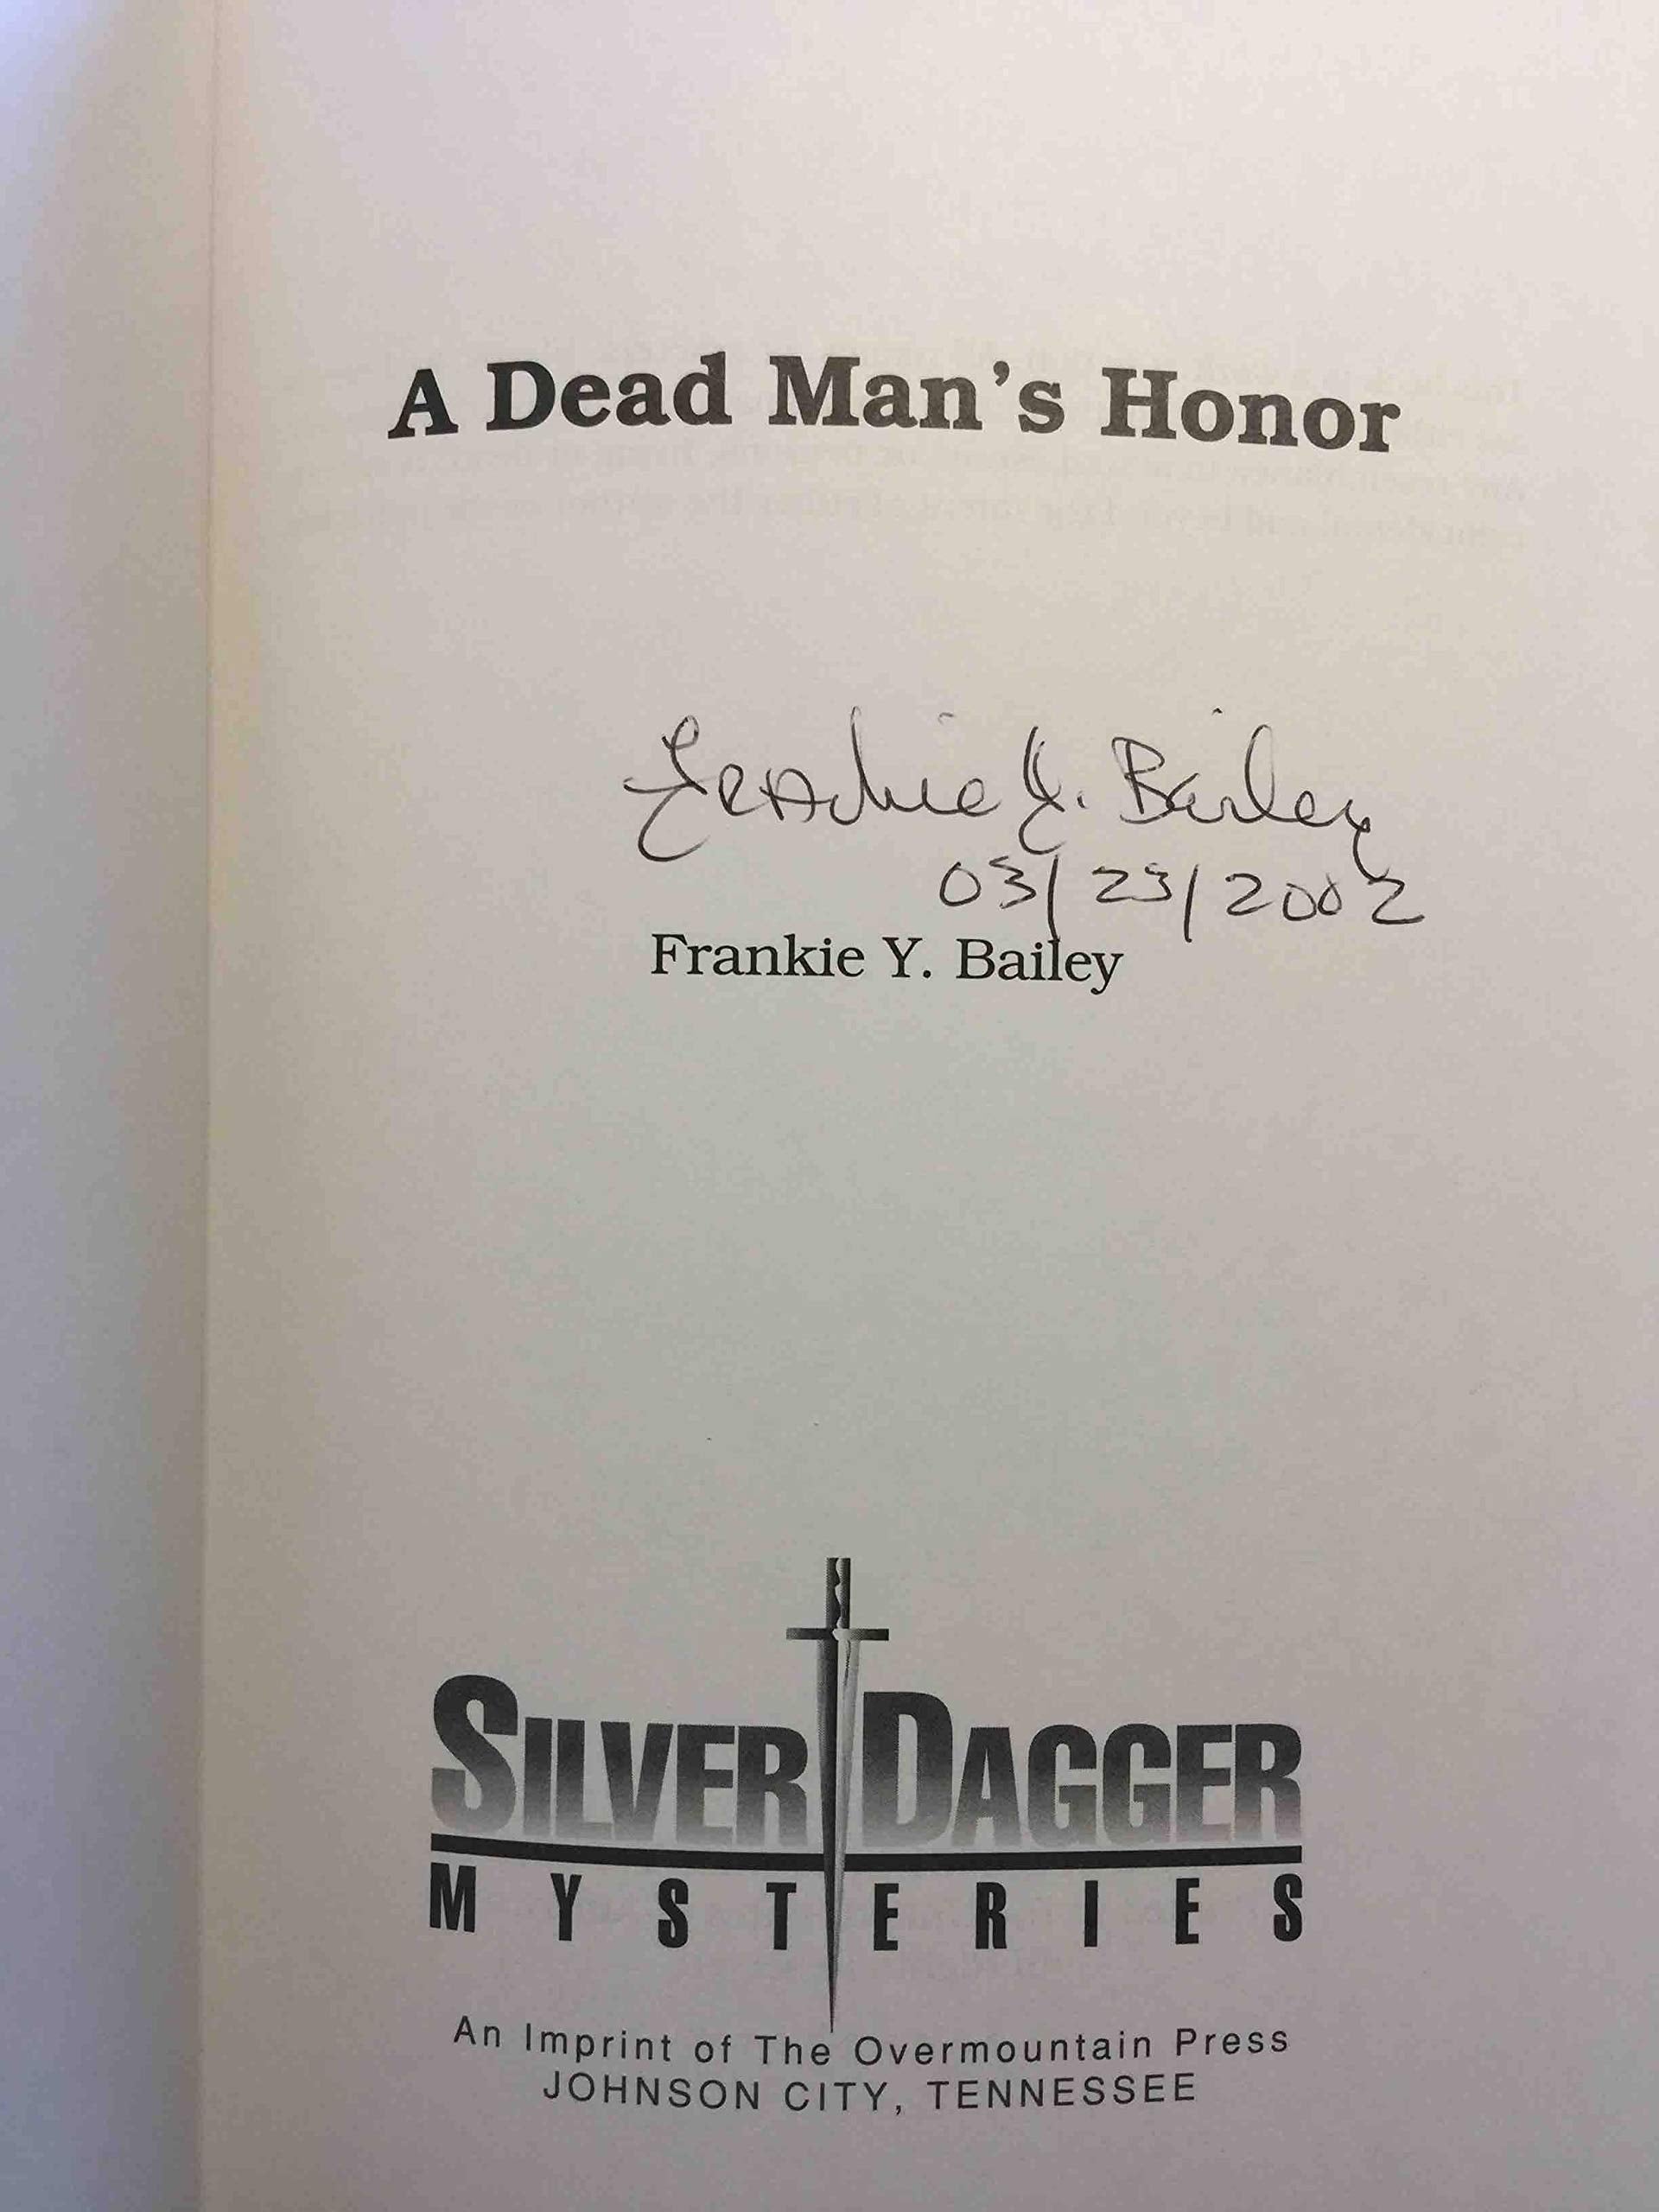 A Dead Man's Honor
Frankie Y. Bailey
03/23/2002
Frankie Y. Bailey
SILVER DAGGER
MYSTERIES
An Imprint of The Overmountain Press
JOHNSON CITY, TENNESSEE